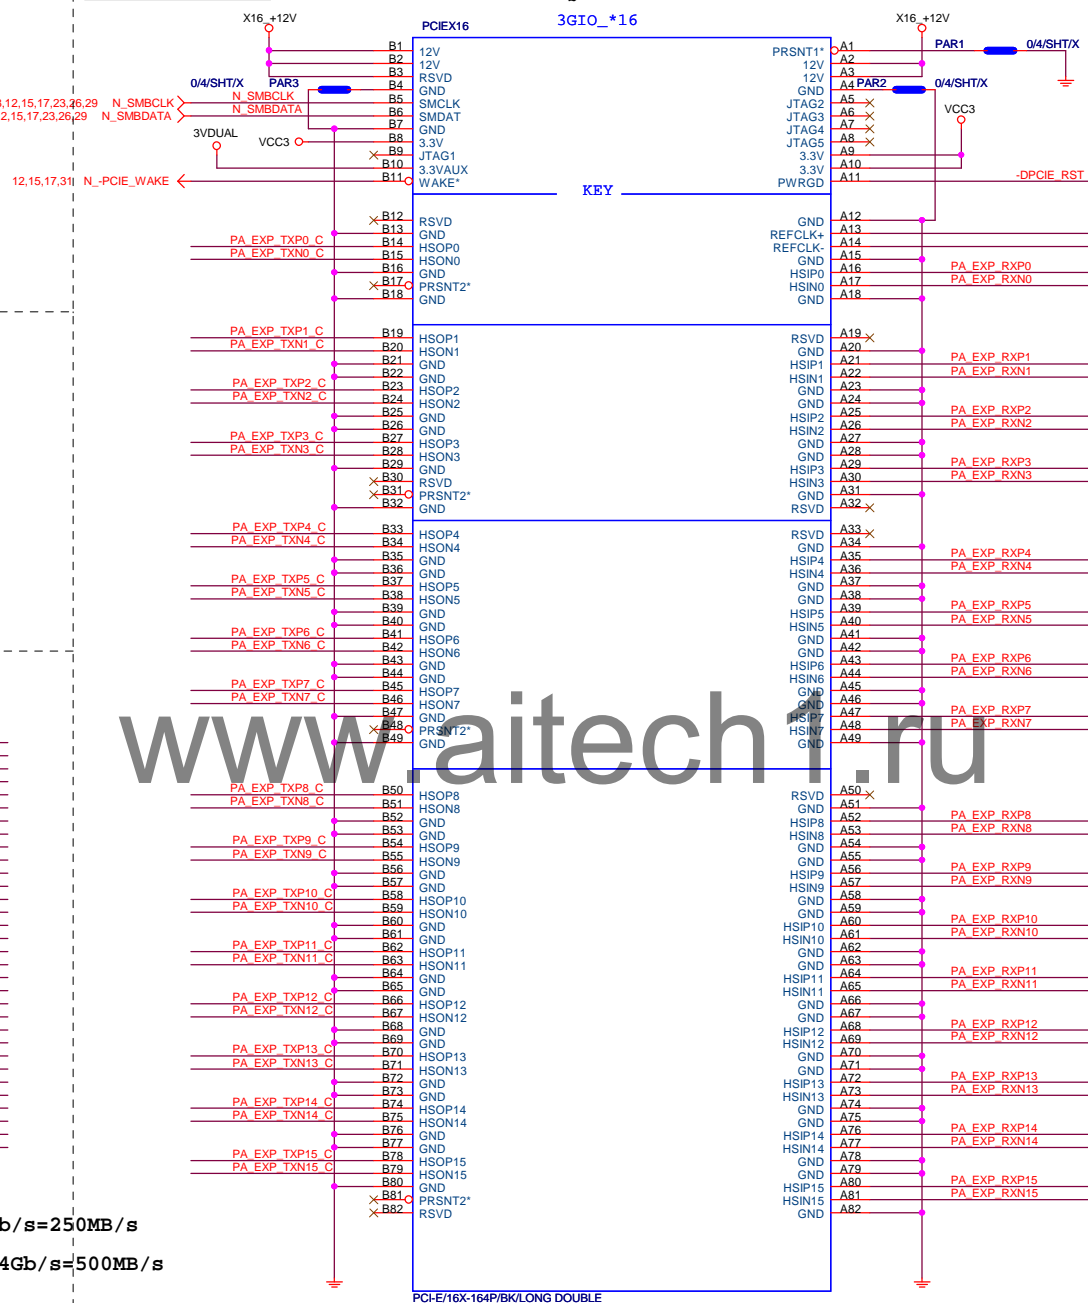 3GIO_*16
X16_+12V
PCIEX16
X16_+12V
B1 12V PRSNT1* A1 PAR1 0/4/SHT/X
B2 12V 12V A2
B3 RSVD 12V A3
0/4/SHT/X PAR3 B4 GND GND A4 PAR2 0/4/SHT/X
,12,15,17,23,26,29 N_SMBCLK N_SMBCLK B5 SMCLK JTAG2 A5
2,15,17,23,26,29 N_SMBDATA N_SMBDATA B6 SMDAT JTAG3 A6
B7 GND JTAG4 A7 VCC3
3VDUAL VCC3 B8 3.3V JTAG5 A8
B9 JTAG1 3.3V A9
B10 3.3VAUX 3.3V A10
12,15,17,31 N_-PCIE_WAKE B11 WAKE* PWRGD A11 -DPCIE_RST
KEY
B12 RSVD GND A12
B13 GND REFCLK+ A13
PA_EXP_TXP0_C B14 HSOP0 REFCLK- A14
PA_EXP_TXN0_C B15 HSON0 GND A15
B16 GND HSIP0 A16 PA_EXP_RXP0
B17 PRSNT2* HSIN0 A17 PA_EXP_RXN0
B18 GND GND A18
PA_EXP_TXP1_C B19 HSOP1 RSVD A19
PA_EXP_TXN1_C B20 HSON1 GND A20
B21 GND HSIP1 A21 PA_EXP_RXP1
B22 GND HSIN1 A22 PA_EXP_RXN1
PA_EXP_TXP2_C B23 HSOP2 GND A23
PA_EXP_TXN2_C B24 HSON2 GND A24
B25 GND HSIP2 A25 PA_EXP_RXP2
B26 GND HSIN2 A26 PA_EXP_RXN2
PA_EXP_TXP3_C B27 HSOP3 GND A27
PA_EXP_TXN3_C B28 HSON3 GND A28
B29 GND HSIP3 A29 PA_EXP_RXP3
B30 RSVD HSIN3 A30 PA_EXP_RXN3
B31 PRSNT2* GND A31
B32 GND RSVD A32
PA_EXP_TXP4_C B33 HSOP4 RSVD A33
PA_EXP_TXN4_C B34 HSON4 GND A34
B35 GND HSIP4 A35 PA_EXP_RXP4
B36 GND HSIN4 A36 PA_EXP_RXN4
PA_EXP_TXP5_C B37 HSOP5 GND A37
PA_EXP_TXN5_C B38 HSON5 GND A38
B39 GND HSIP5 A39 PA_EXP_RXP5
B40 GND HSIN5 A40 PA_EXP_RXN5
PA_EXP_TXP6_C B41 HSOP6 GND A41
PA_EXP_TXN6_C B42 HSON6 GND A42
B43 GND HSIP6 A43 PA_EXP_RXP6
B44 GND HSIN6 A44 PA_EXP_RXN6
PA_EXP_TXP7_C B45 HSOP7 GND A45
PA_EXP_TXN7_C B46 HSON7 GND A46
B47 GND HSIP7 A47 PA_EXP_RXP7
B48 PRSNT2* HSIN7 A48 PA_EXP_RXN7
B49 GND GND A49
www.aitech1.ru
PA_EXP_TXP8_C B50 HSOP8 RSVD A50
PA_EXP_TXN8_C B51 HSON8 GND A51
B52 GND HSIP8 A52 PA_EXP_RXP8
B53 GND HSIN8 A53 PA_EXP_RXN8
PA_EXP_TXP9_C B54 HSOP9 GND A54
PA_EXP_TXN9_C B55 HSON9 GND A55
B56 GND HSIP9 A56 PA_EXP_RXP9
B57 GND HSIN9 A57 PA_EXP_RXN9
PA_EXP_TXP10_C B58 HSOP10 GND A58
PA_EXP_TXN10_C B59 HSON10 GND A59
B60 GND HSIP10 A60 PA_EXP_RXP10
B61 GND HSIN10 A61 PA_EXP_RXN10
PA_EXP_TXP11_C B62 HSOP11 GND A62
PA_EXP_TXN11_C B63 HSON11 GND A63
B64 GND HSIP11 A64 PA_EXP_RXP11
B65 GND HSIN11 A65 PA_EXP_RXN11
PA_EXP_TXP12_C B66 HSOP12 GND A66
PA_EXP_TXN12_C B67 HSON12 GND A67
B68 GND HSIP12 A68 PA_EXP_RXP12
B69 GND HSIN12 A69 PA_EXP_RXN12
PA_EXP_TXP13_C B70 HSOP13 GND A70
PA_EXP_TXN13_C B71 HSON13 GND A71
B72 GND HSIP13 A72 PA_EXP_RXP13
B73 GND HSIN13 A73 PA_EXP_RXN13
PA_EXP_TXP14_C B74 HSOP14 GND A74
PA_EXP_TXN14_C B75 HSON14 GND A75
B76 GND HSIP14 A76 PA_EXP_RXP14
B77 GND HSIN14 A77 PA_EXP_RXN14
PA_EXP_TXP15_C B78 HSOP15 GND A78
PA_EXP_TXN15_C B79 HSON15 GND A79
B80 GND HSIP15 A80 PA_EXP_RXP15
B81 PRSNT2* HSIN15 A81 PA_EXP_RXN15
B82 RSVD GND A82
b/s=250MB/s
4Gb/s=500MB/s
PCI-E/16X-164P/BK/LONG DOUBLE